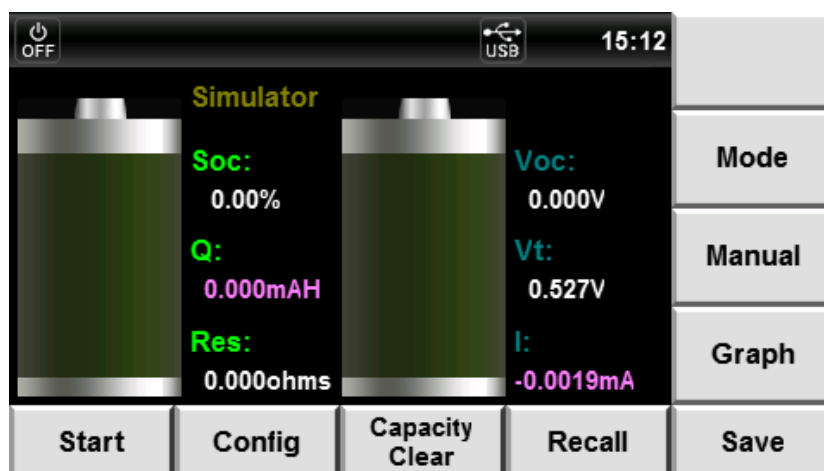 OFF
USB
15:12
Simulator
Soc:
0.00%
Q:
0.000mAH
Res:
0.000ohms
Voc:
0.000V
Vt:
0.527V
I:
-0.0019mA
Mode
Manual
Graph
Start
Config
Capacity
Clear
Recall
Save